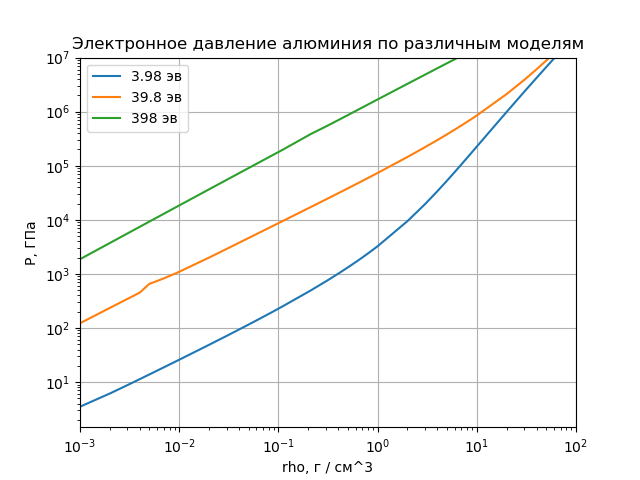 Электронное давление алюминия по различным моделям
3.98 эв
39.8 эв
398 эв
10^7
10^6
10^5
10^4
10^3
10^2
10^1
P, ГПа
10^-3
10^-2
10^-1
10^0
10^1
10^2
rho, г / см^3